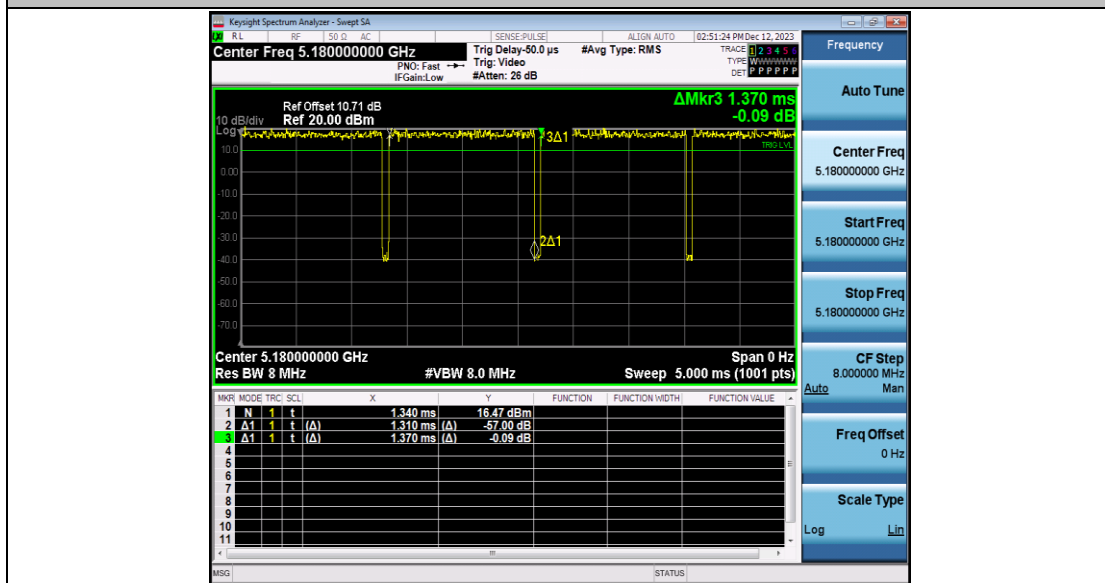 Keysight Spectrum Analyzer - Swept SA
RL RF 50 Ω AC SENSE:PULSE ALIGN AUTO 02:51:24 PM Dec 12, 2023
Center Freq 5.180000000 GHz
PNO: Fast
IFGain:Low
Trig Delay-50.0 µs
Trig: Video
#Atten: 26 dB
#Avg Type: RMS
TRACE 1 2 3 4 5 6
TYPE WWWWWW
DET P P P P P P
ΔMkr3 1.370 ms
-0.09 dB
Ref Offset 10.71 dB
10 dB/div Ref 20.00 dBm
Log
1
3Δ1
TRIG LVL
10.0
0.00
-10.0
-20.0
-30.0
2Δ1
-40.0
-50.0
-60.0
-70.0
Center 5.180000000 GHz Span 0 Hz
Res BW 8 MHz #VBW 8.0 MHz Sweep 5.000 ms (1001 pts)
MKR MODE TRC SCL X Y FUNCTION FUNCTION WIDTH FUNCTION VALUE
1 N 1 t 1.340 ms 16.47 dBm
2 Δ1 1 t (Δ) 1.310 ms (Δ) -57.00 dB
3 Δ1 1 t (Δ) 1.370 ms (Δ) -0.09 dB
4
5
6
7
8
9
10
11
MSG STATUS
Frequency
Auto Tune
Center Freq
5.180000000 GHz
Start Freq
5.180000000 GHz
Stop Freq
5.180000000 GHz
CF Step
8.000000 MHz
Auto Man
Freq Offset
0 Hz
Scale Type
Log Lin